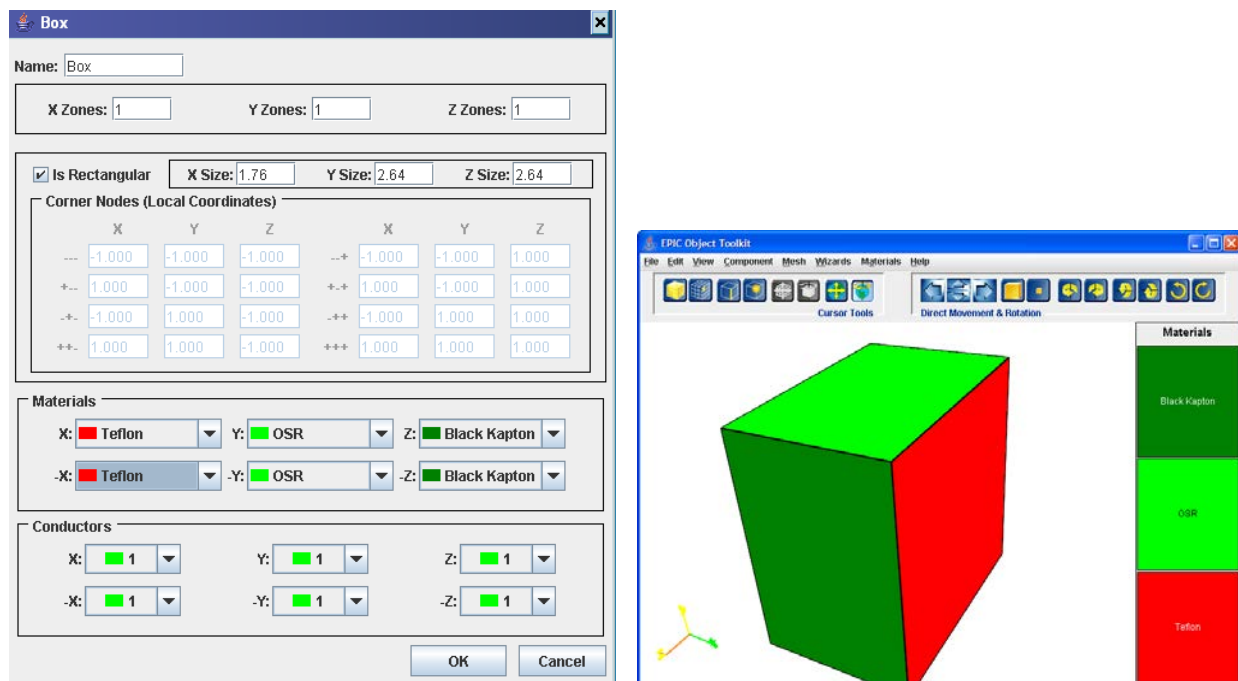 Box
Name: Box
X Zones: 1 Y Zones: 1 Z Zones: 1
Is Rectangular X Size: 1.76 Y Size: 2.64 Z Size: 2.64
Corner Nodes (Local Coordinates)
X Y Z X Y Z
--- -1.000 -1.000 -1.000 --+ -1.000 -1.000 1.000
+-- 1.000 -1.000 -1.000 +-+ 1.000 -1.000 1.000
-+- -1.000 1.000 -1.000 -++ -1.000 1.000 1.000
++- 1.000 1.000 -1.000 +++ 1.000 1.000 1.000
Materials
X: Teflon Y: OSR Z: Black Kapton
-X: Teflon -Y: OSR -Z: Black Kapton
Conductors
X: 1 Y: 1 Z: 1
-X: 1 -Y: 1 -Z: 1
OK Cancel
EPIC Object Toolkit
File Edit View Component Mesh Wizards Materials Help
Cursor Tools Direct Movement & Rotation
Materials
Black Kapton
OSR
Teflon